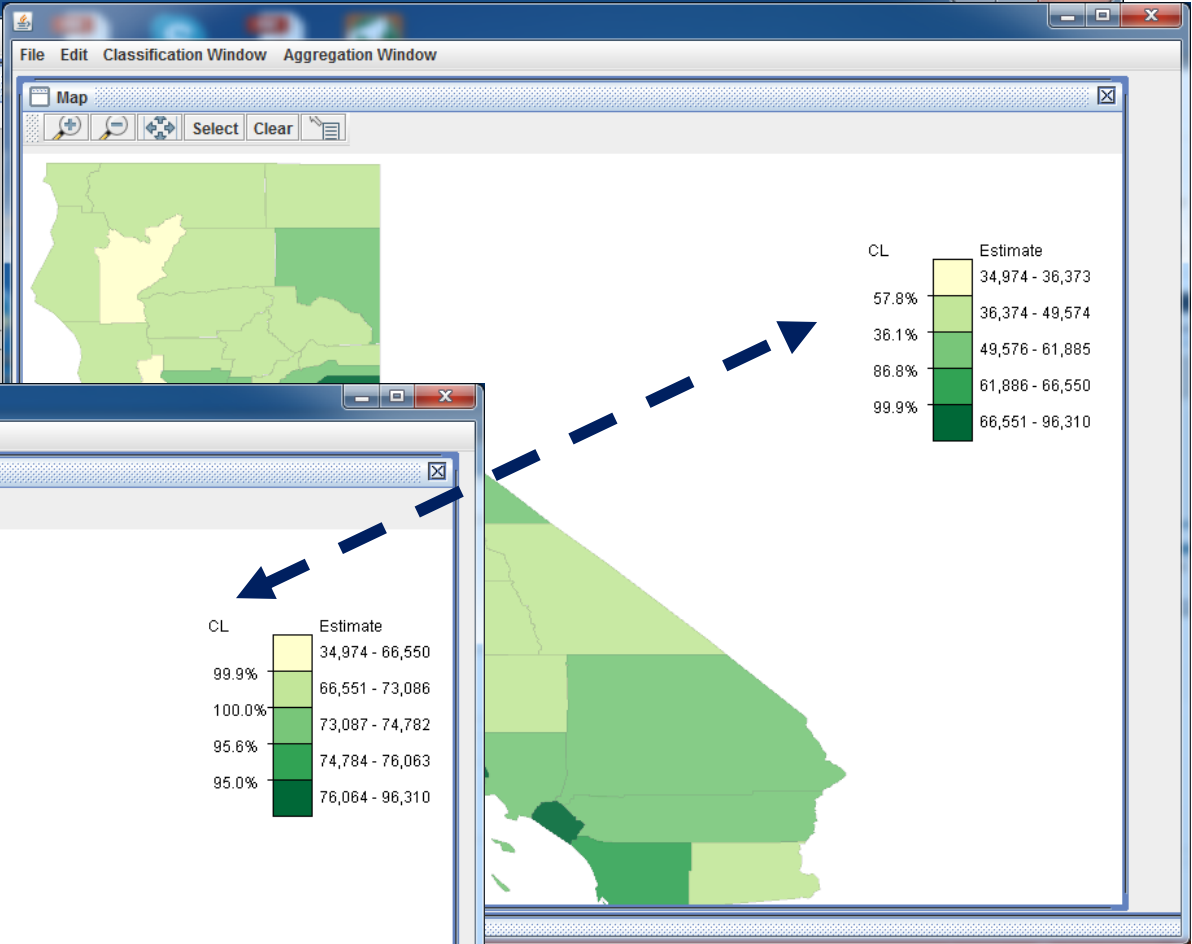 File Edit Classification Window Aggregation Window
Map
Select Clear
CL Estimate
34,974 - 36,373
57.8%
36,374 - 49,574
36.1%
49,576 - 61,885
86.8%
61,886 - 66,550
99.9%
66,551 - 96,310
CL Estimate
34,974 - 66,550
99.9%
66,551 - 73,086
100.0%
73,087 - 74,782
95.6%
74,784 - 76,063
95.0%
76,064 - 96,310